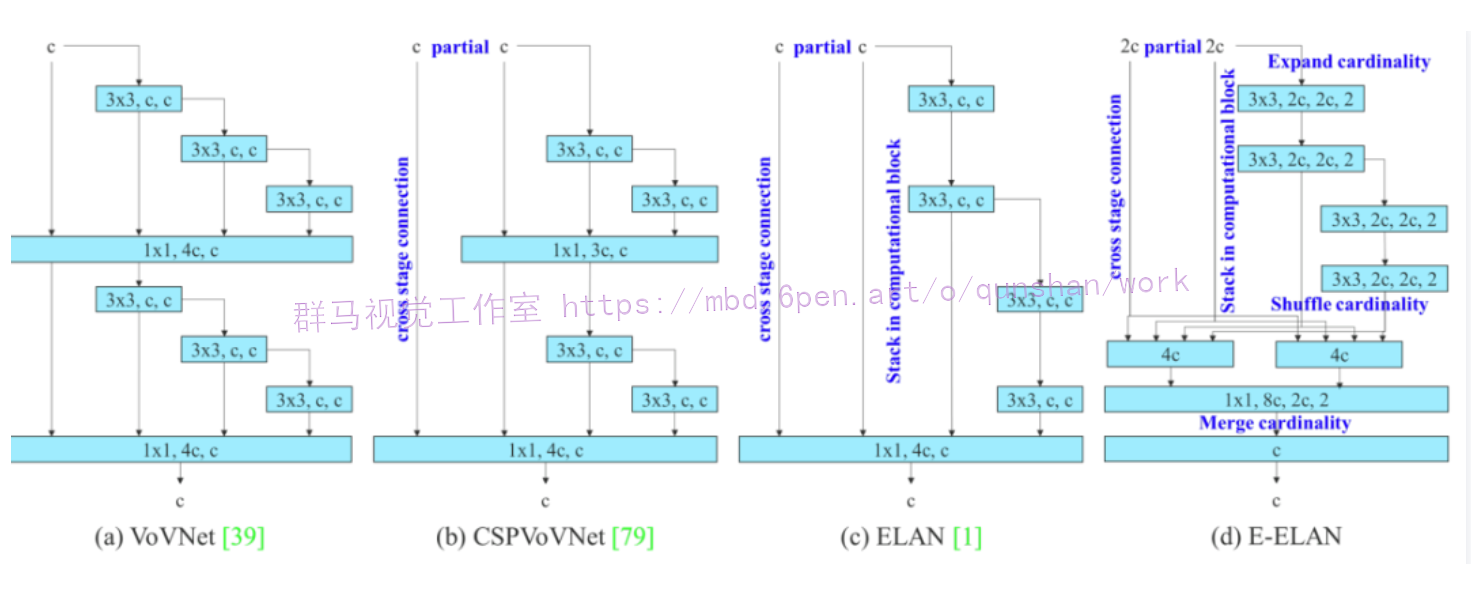 c
3x3, c, c
3x3, c, c
3x3, c, c
1x1, 4c, c
3x3, c, c
3x3, c, c
3x3, c, c
1x1, 4c, c
c
(a) VoVNet [39]
c partial c
cross stage connection
3x3, c, c
3x3, c, c
1x1, 3c, c
3x3, c, c
3x3, c, c
1x1, 4c, c
c
(b) CSPVoVNet [79]
c partial c
cross stage connection
Stack in computational block
3x3, c, c
3x3, c, c
3x3, c, c
3x3, c, c
1x1, 4c, c
c
(c) ELAN [1]
2c partial 2c
Expand cardinality
cross stage connection
Stack in computational block
3x3, 2c, 2c, 2
3x3, 2c, 2c, 2
3x3, 2c, 2c, 2
3x3, 2c, 2c, 2
Shuffle cardinality
4c
4c
1x1, 8c, 2c, 2
Merge cardinality
c
c
(d) E-ELAN
群马视觉工作室 https://mbd.6pen.art/o/qunshan/work